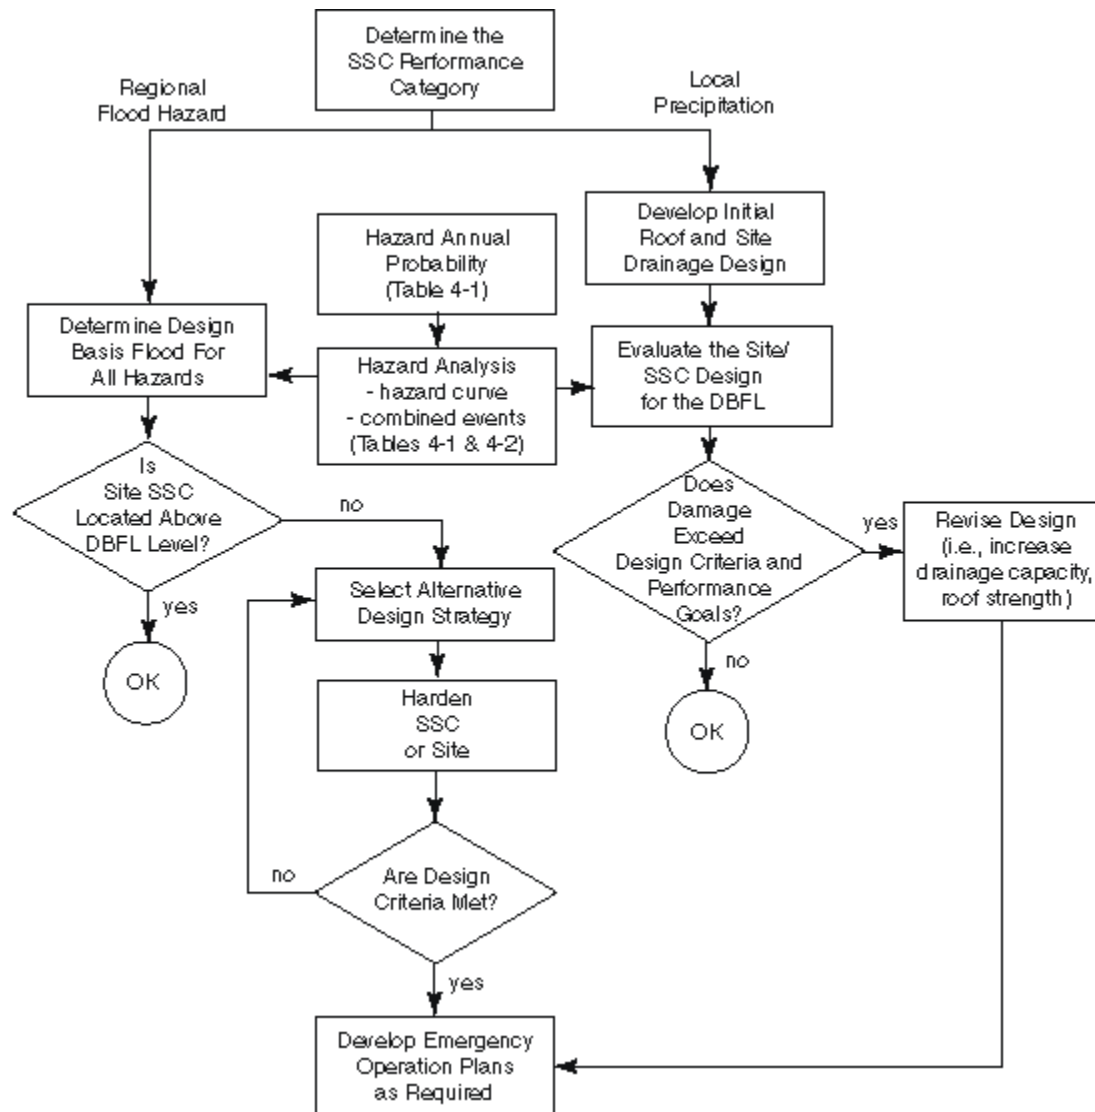 Determine the
SSC Performance
Category
Regional
Flood Hazard
Local
Precipitation
Develop Initial
Roof and Site
Drainage Design
Hazard Annual
Probability
(Table 4-1)
Determine Design
Basis Flood For
All Hazards
Hazard Analysis
- hazard curve
- combined events
(Tables 4-1 & 4-2)
Evaluate the Site/
SSC Design
for the DBFL
Is
Site SSC
Located Above
DBFL Level?
no
yes
OK
Does
Damage
Exceed
Design Criteria and
Performance
Goals?
yes
no
OK
Revise Design
(i.e., increase
drainage capacity,
roof strength)
Select Alternative
Design Strategy
Harden
SSC
or Site
Are Design
Criteria Met?
no
yes
Develop Emergency
Operation Plans
as Required